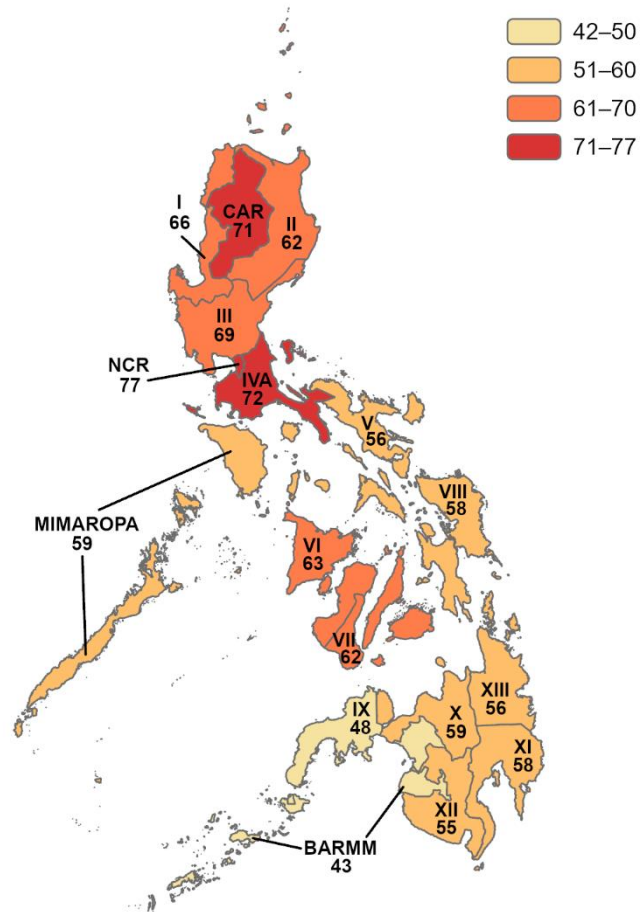 42–50
51–60
61–70
71–77
I
66
CAR
71
II
62
III
69
NCR
77
IVA
72
V
56
MIMAROPA
59
VIII
58
VI
63
VII
62
IX
48
X
59
XIII
56
XI
58
XII
55
BARMM
43